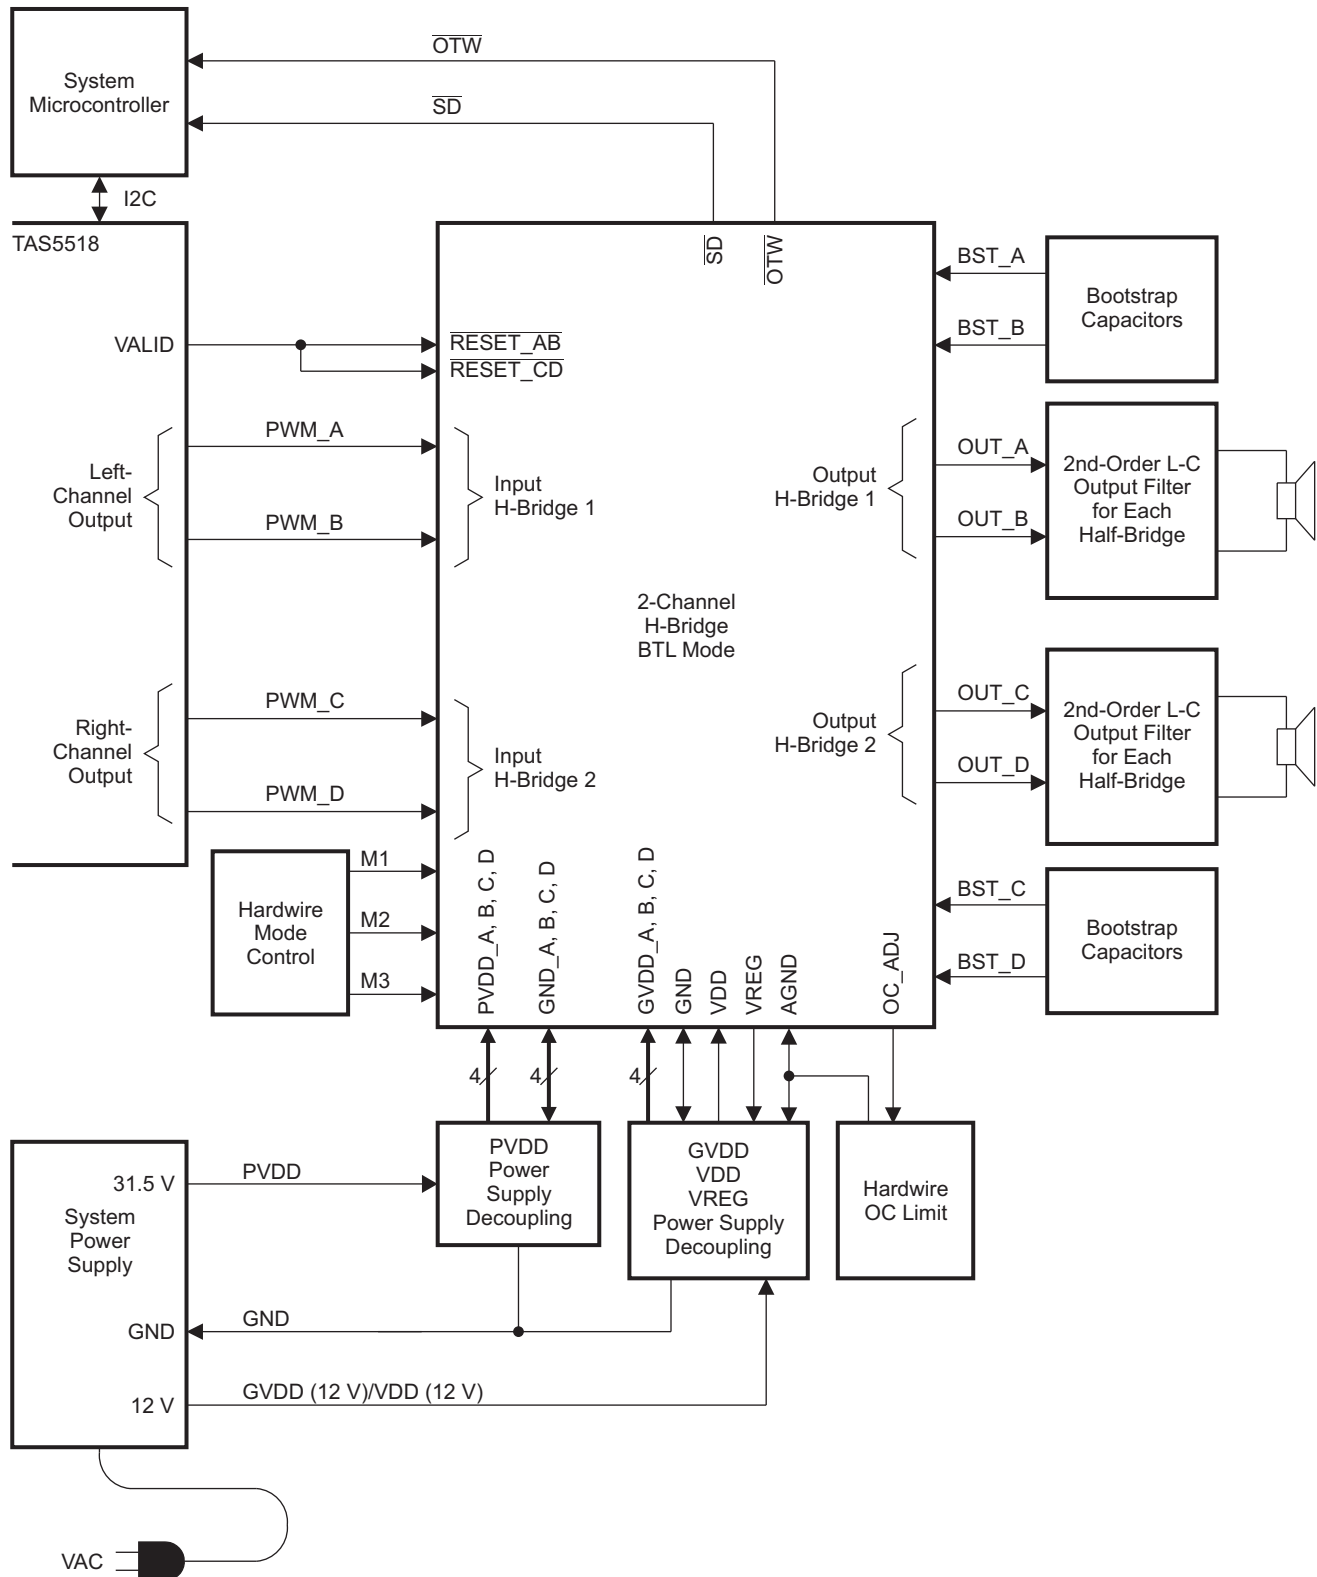 OTW
System
Microcontroller
SD
I2C
TAS5518
SD
OTW
BST_A
Bootstrap
Capacitors
BST_B
VALID
RESET_AB
RESET_CD
PWM_A
Left-
Channel
Output
PWM_B
Input
H-Bridge 1
Output
H-Bridge 1
OUT_A
OUT_B
2nd-Order L-C
Output Filter
for Each
Half-Bridge
2-Channel
H-Bridge
BTL Mode
PWM_C
Right-
Channel
Output
PWM_D
Input
H-Bridge 2
Output
H-Bridge 2
OUT_C
OUT_D
2nd-Order L-C
Output Filter
for Each
Half-Bridge
Hardwire
Mode
Control
M1
M2
M3
PVDD_A, B, C, D
GND_A, B, C, D
GVDD_A, B, C, D
GND
VDD
VREG
AGND
OC_ADJ
BST_C
Bootstrap
Capacitors
BST_D
4
4
4
31.5 V
System
Power
Supply
PVDD
PVDD
Power
Supply
Decoupling
GVDD
VDD
VREG
Power Supply
Decoupling
Hardwire
OC Limit
GND
GND
12 V
GVDD (12 V)/VDD (12 V)
VAC